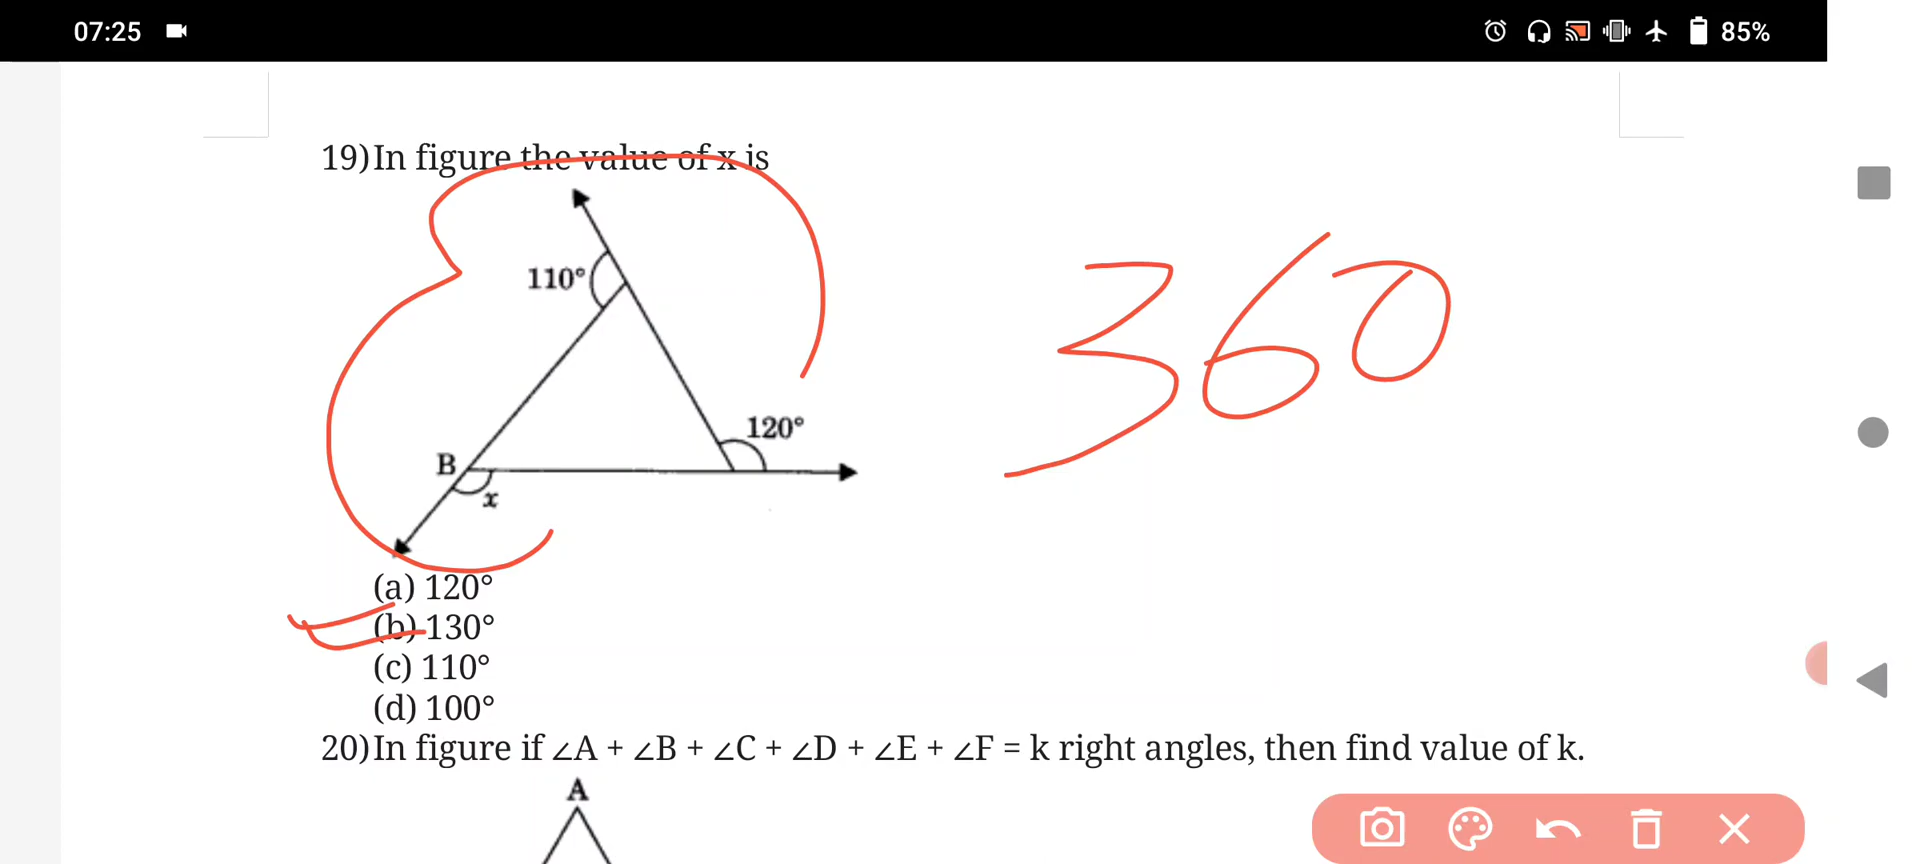 07:25 85%
19) In figure the value of x is
360
110°
120°
B
x
(a) 120°
(b) 130°
(c) 110°
(d) 100°
20) In figure if ∠A + ∠B + ∠C + ∠D + ∠E + ∠F = k right angles, then find value of k.
A